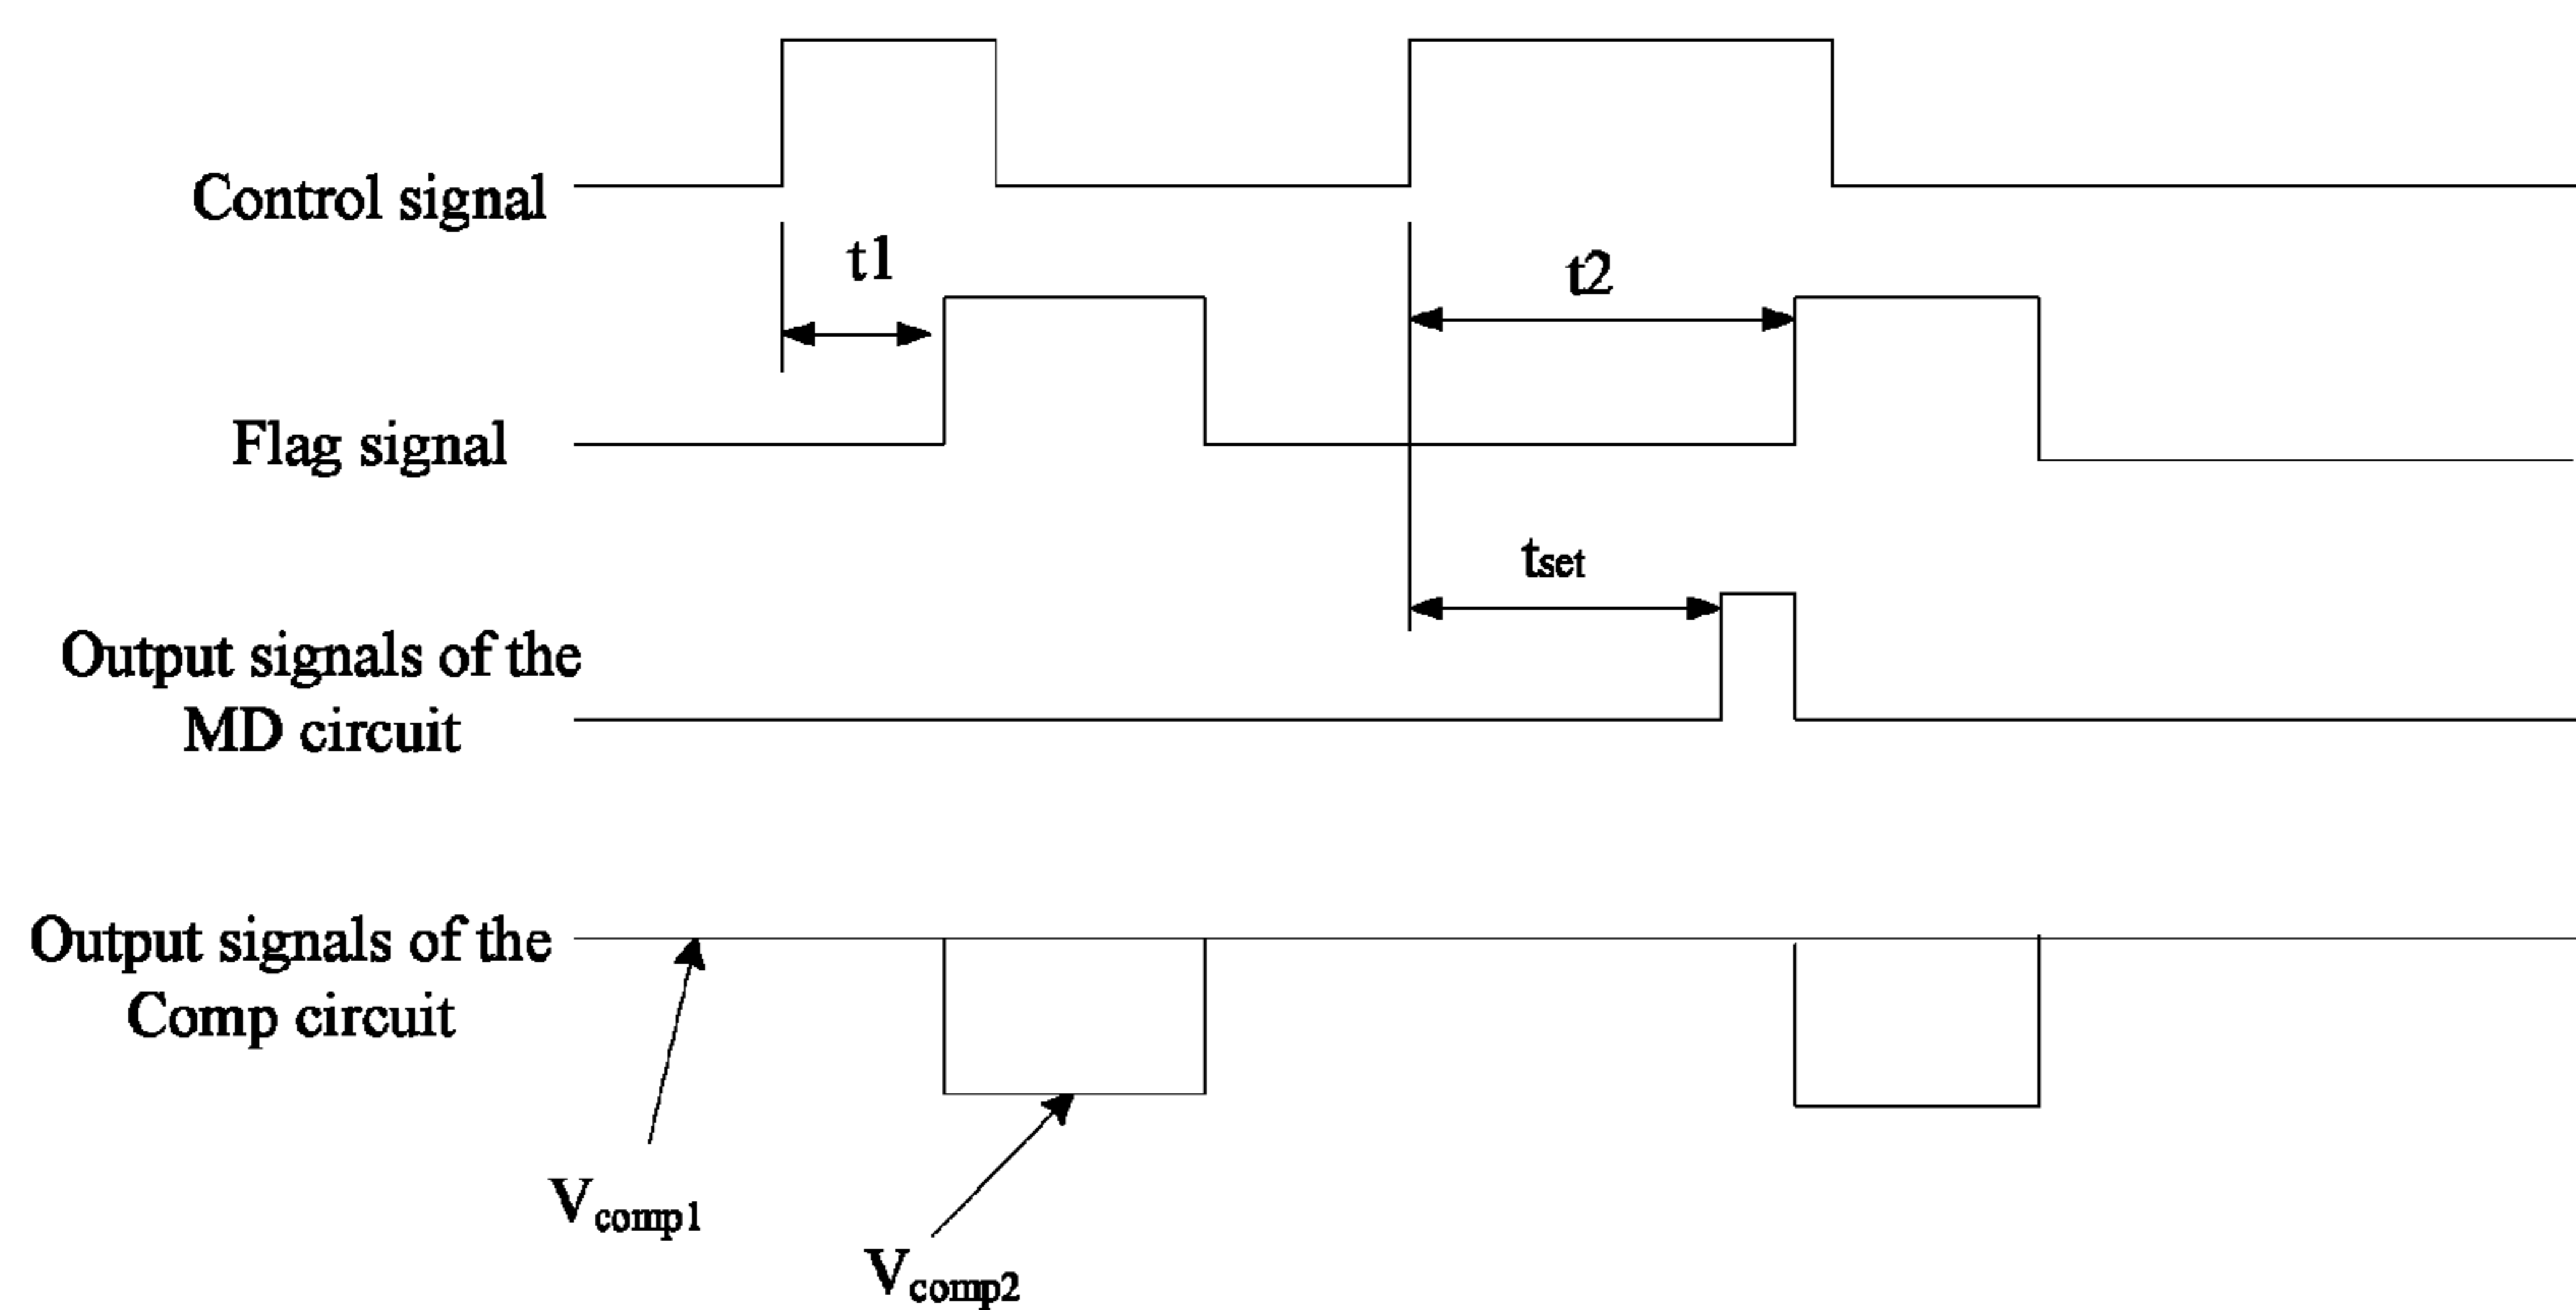 Control signal
t1
t2
Flag signal
tset
Output signals of the
MD circuit
Output signals of the
Comp circuit
Vcomp1
Vcomp2